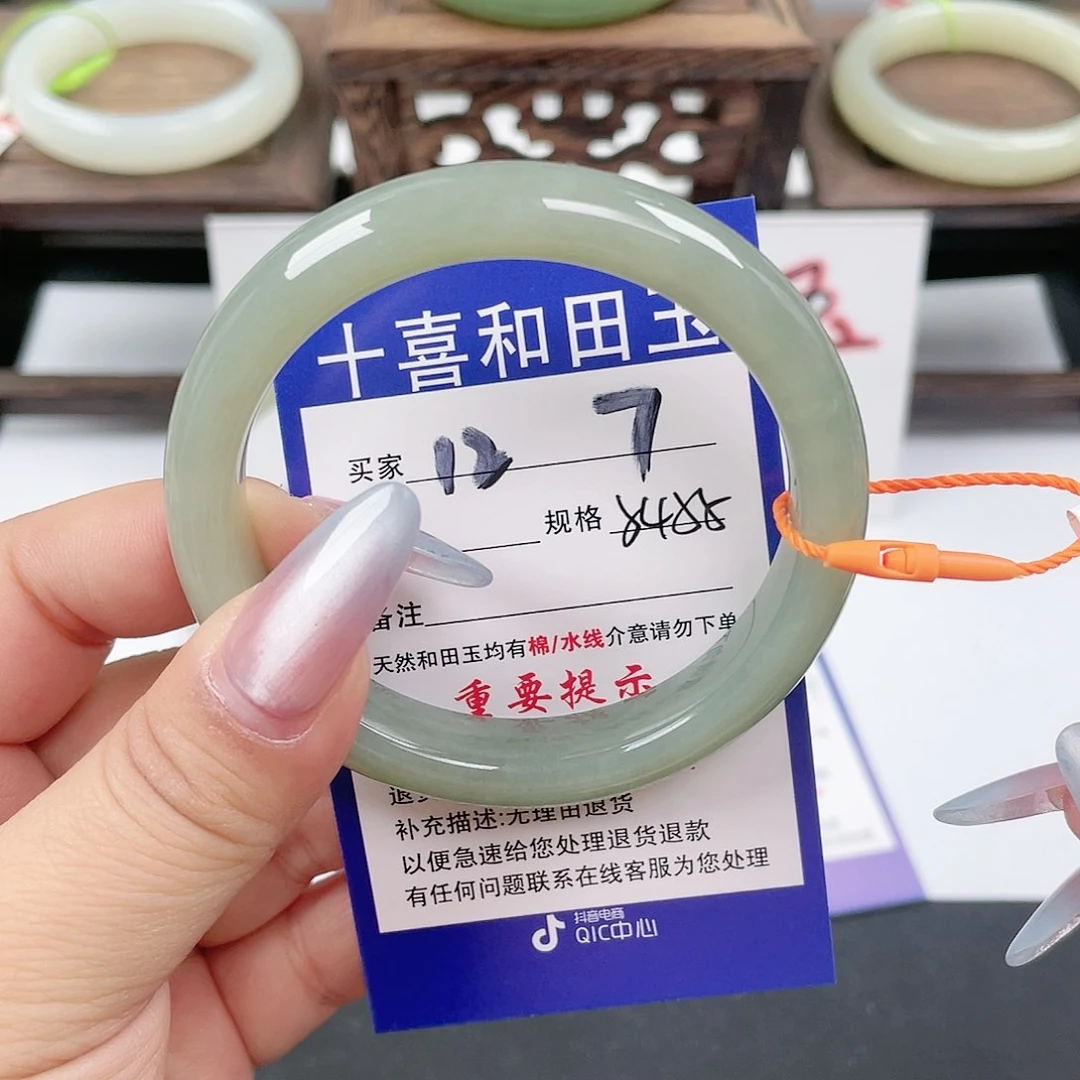 十喜和田玉
买家 12 7
规格
备注
天然和田玉均有棉/水线介意请勿下单
重要提示
补充描述:无理由退货
以便急速给您处理退货退款
有任何问题联系在线客服为您处理
抖音电商
QIC中心